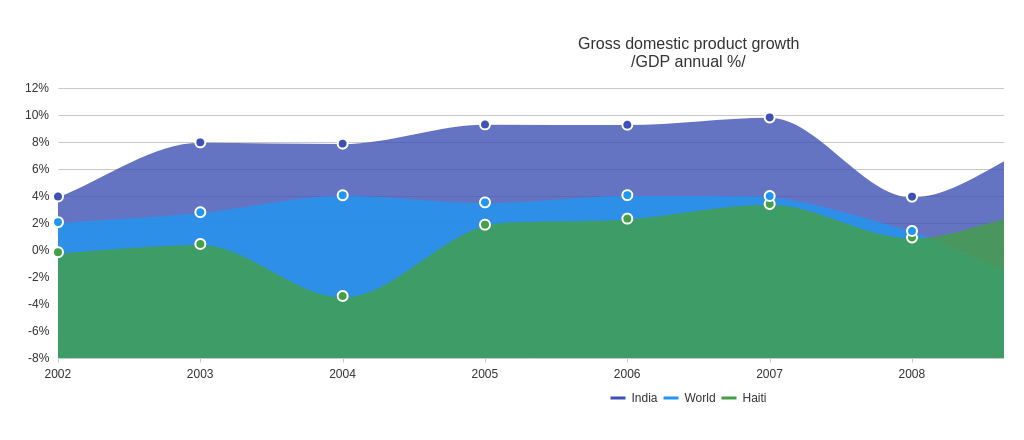 Gross domestic product growth
/GDP annual %/
12%
10%
8%
6%
4%
2%
0%
-2%
-4%
-6%
-8%
2002 2003 2004 2005 2006 2007 2008
India World Haiti